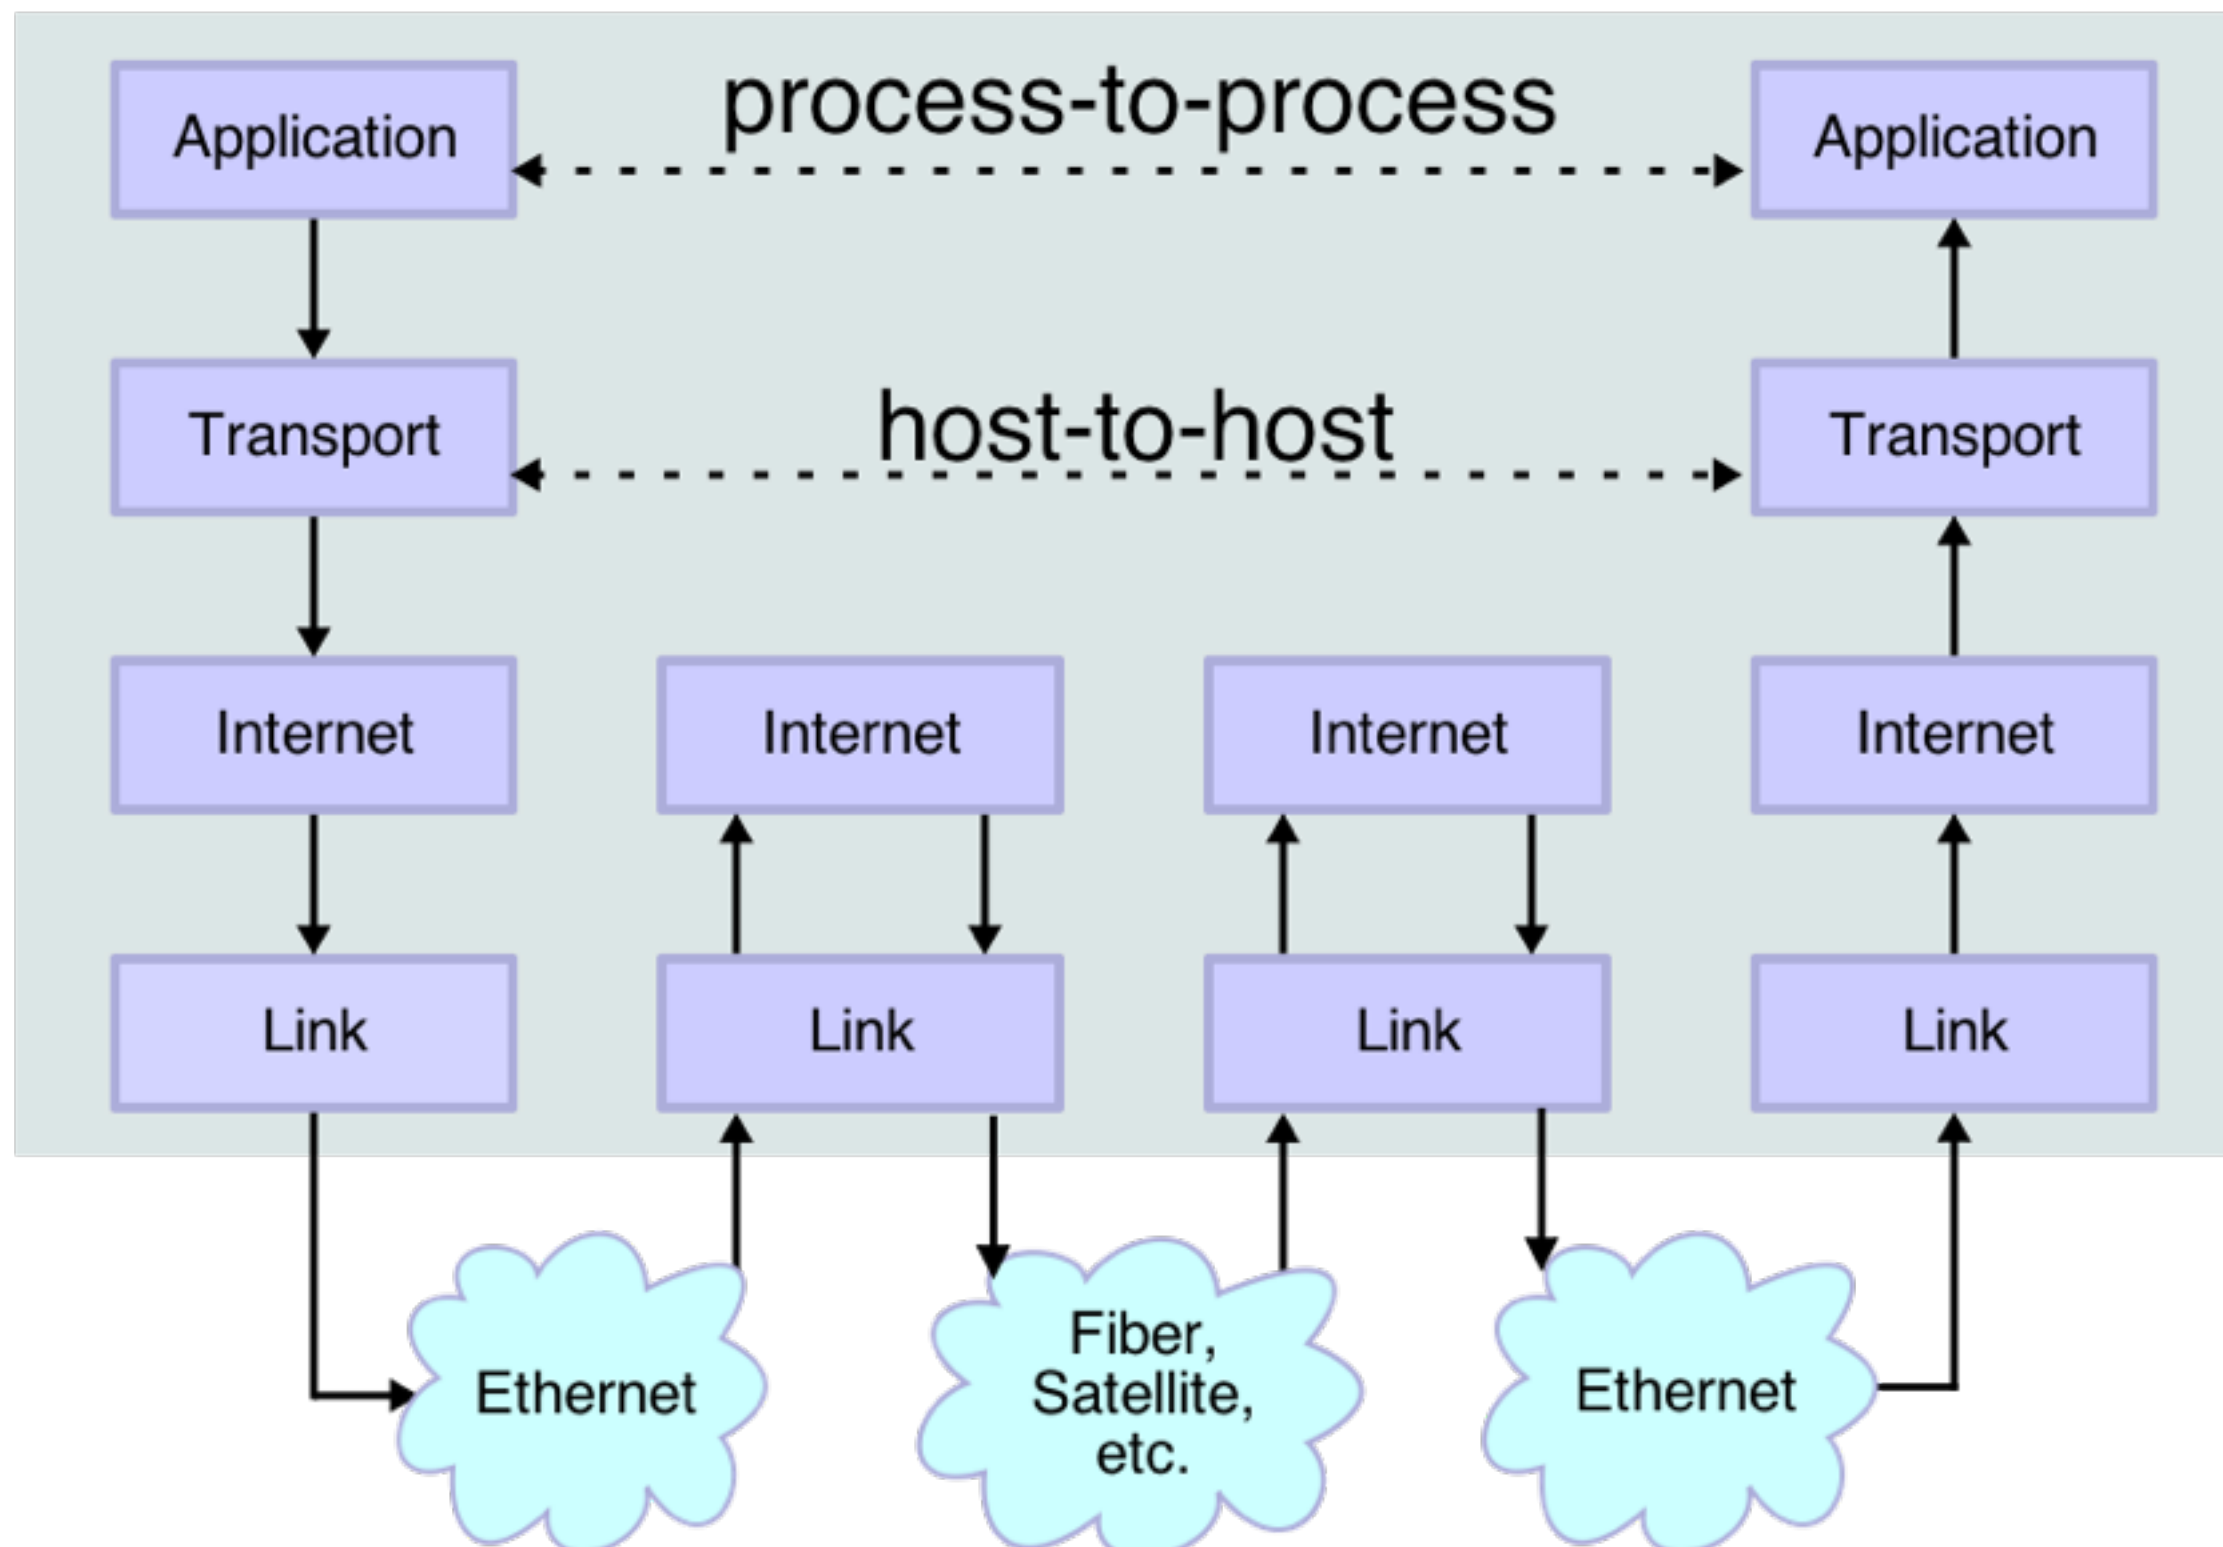 process-to-process
Application
Application
host-to-host
Transport
Transport
Internet
Internet
Internet
Internet
Link
Link
Link
Link
Ethernet
Fiber,
Satellite,
etc.
Ethernet